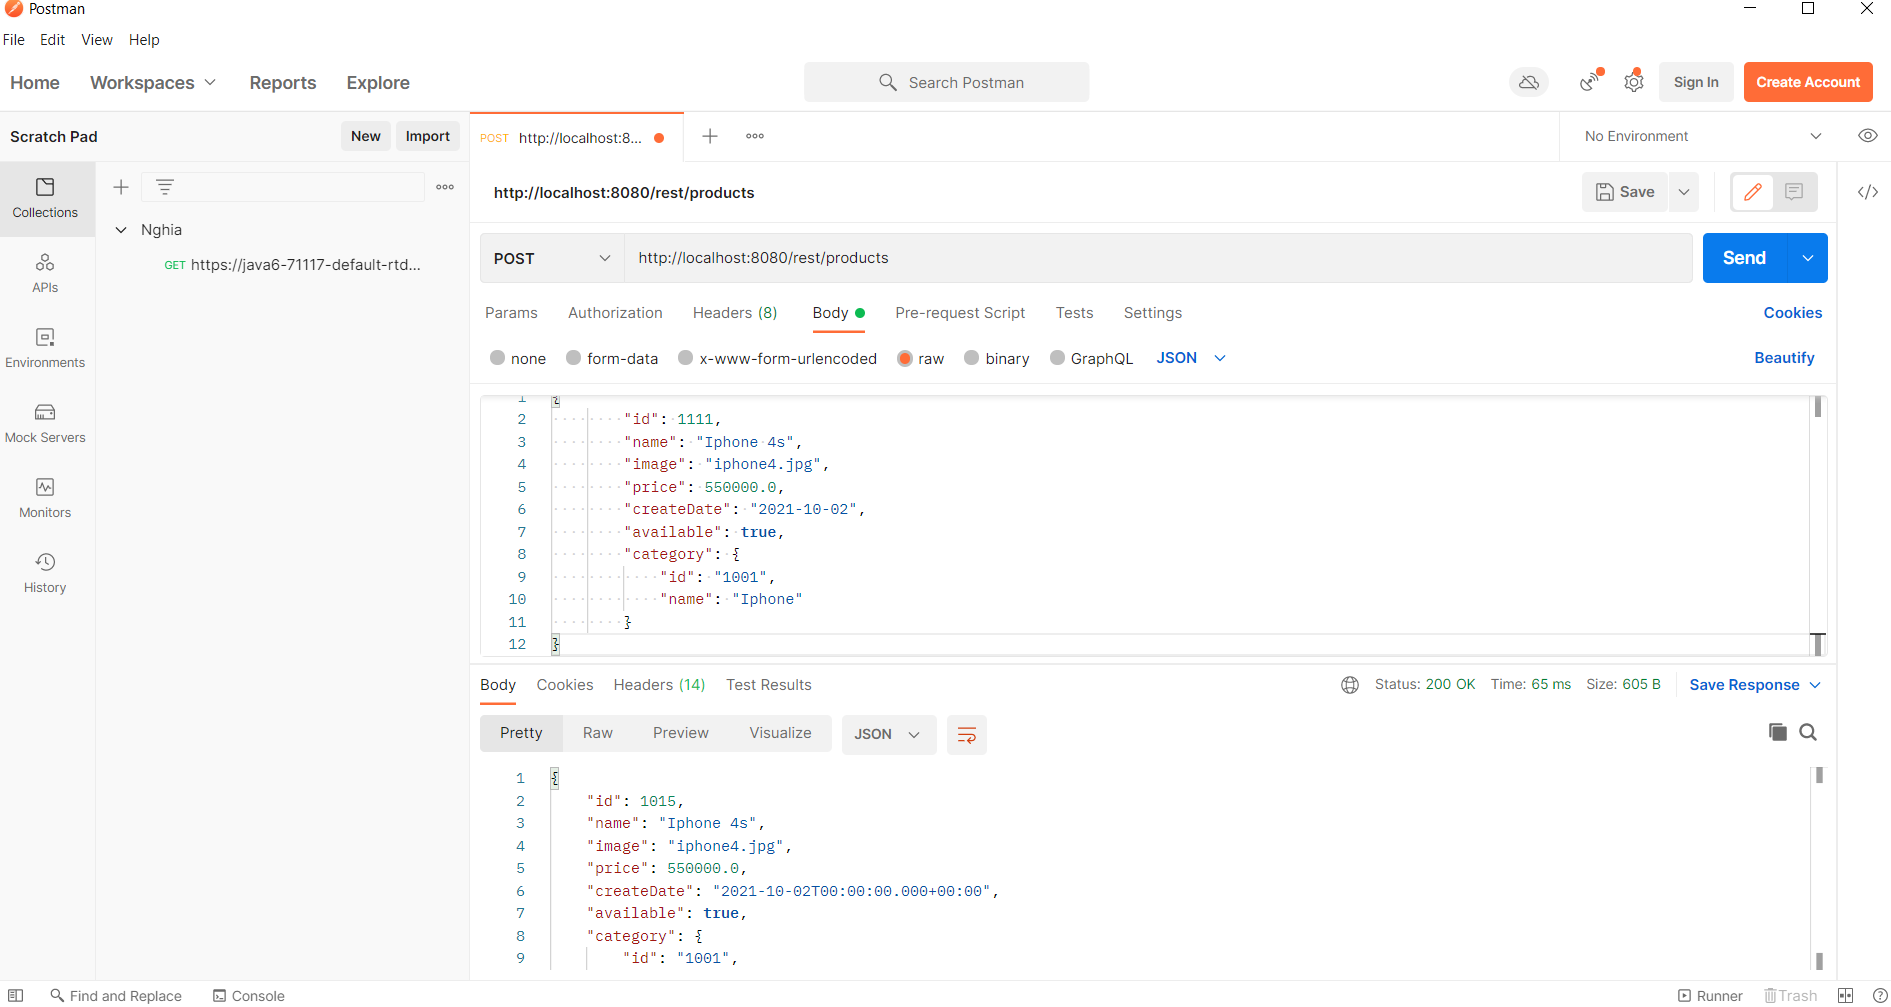 Postman
File Edit View Help
Home Workspaces Reports Explore
Search Postman
Sign In
Create Account
Scratch Pad
New
Import
POST http://localhost:8...
No Environment
Collections
APIs
Environments
Mock Servers
Monitors
History
Nghia
GET https://java6-71117-default-rtd...
http://localhost:8080/rest/products
Save
POST
http://localhost:8080/rest/products
Send
Params Authorization Headers (8) Body Pre-request Script Tests Settings
Cookies
none form-data x-www-form-urlencoded raw binary GraphQL JSON
Beautify
1 {
2 "id": 1111,
3 "name": "Iphone 4s",
4 "image": "iphone4.jpg",
5 "price": 550000.0,
6 "createDate": "2021-10-02",
7 "available": true,
8 "category": {
9 "id": "1001",
10 "name": "Iphone"
11 }
12 }
Body Cookies Headers (14) Test Results
Status: 200 OK Time: 65 ms Size: 605 B
Save Response
Pretty Raw Preview Visualize JSON
1 {
2 "id": 1015,
3 "name": "Iphone 4s",
4 "image": "iphone4.jpg",
5 "price": 550000.0,
6 "createDate": "2021-10-02T00:00:00.000+00:00",
7 "available": true,
8 "category": {
9 "id": "1001",
Find and Replace Console
Runner Trash